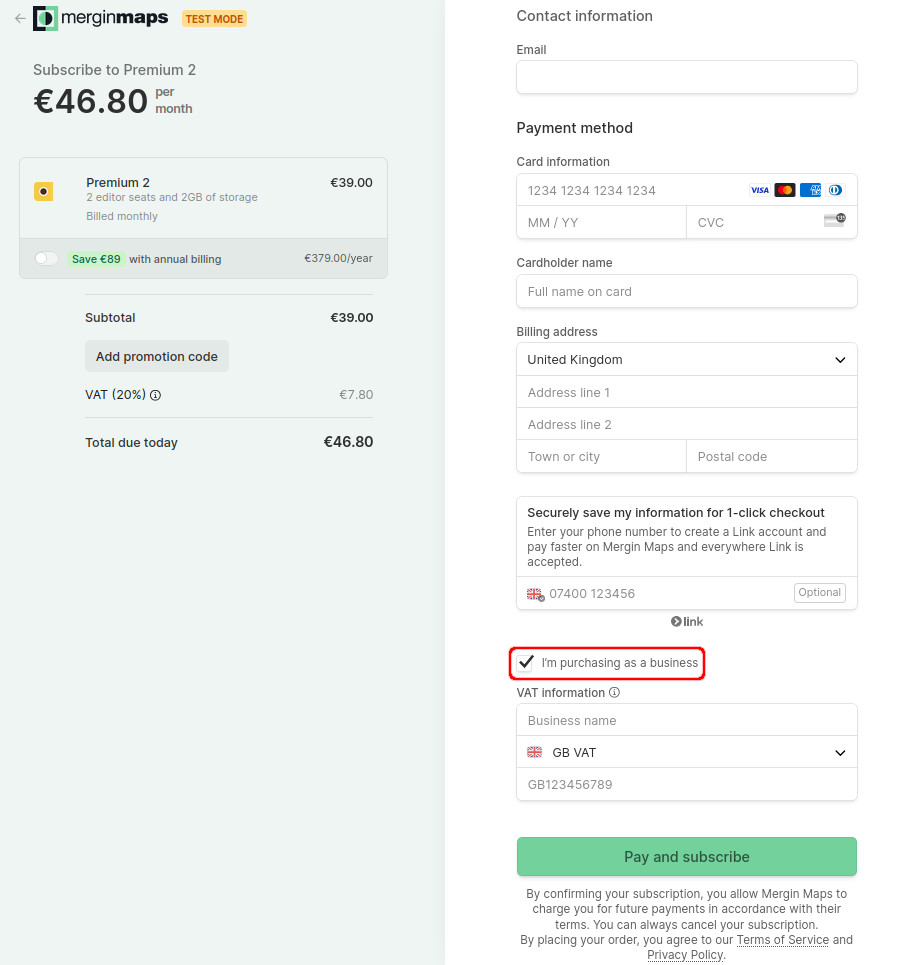 merginmaps TEST MODE
Subscribe to Premium 2
€46.80 per
month
Premium 2 €39.00
2 editor seats and 2GB of storage
Billed monthly
Save €89 with annual billing €379.00/year
Subtotal €39.00
Add promotion code
VAT (20%) €7.80
Total due today €46.80
Contact information
Email
Payment method
Card information
1234 1234 1234 1234 VISA
MM / YY CVC 135
Cardholder name
Full name on card
Billing address
United Kingdom
Address line 1
Address line 2
Town or city Postal code
Securely save my information for 1-click checkout
Enter your phone number to create a Link account and
pay faster on Mergin Maps and everywhere Link is
accepted.
07400 123456 Optional
link
I'm purchasing as a business
VAT information
Business name
GB VAT
GB123456789
Pay and subscribe
By confirming your subscription, you allow Mergin Maps to
charge you for future payments in accordance with their
terms. You can always cancel your subscription.
By placing your order, you agree to our Terms of Service and
Privacy Policy.